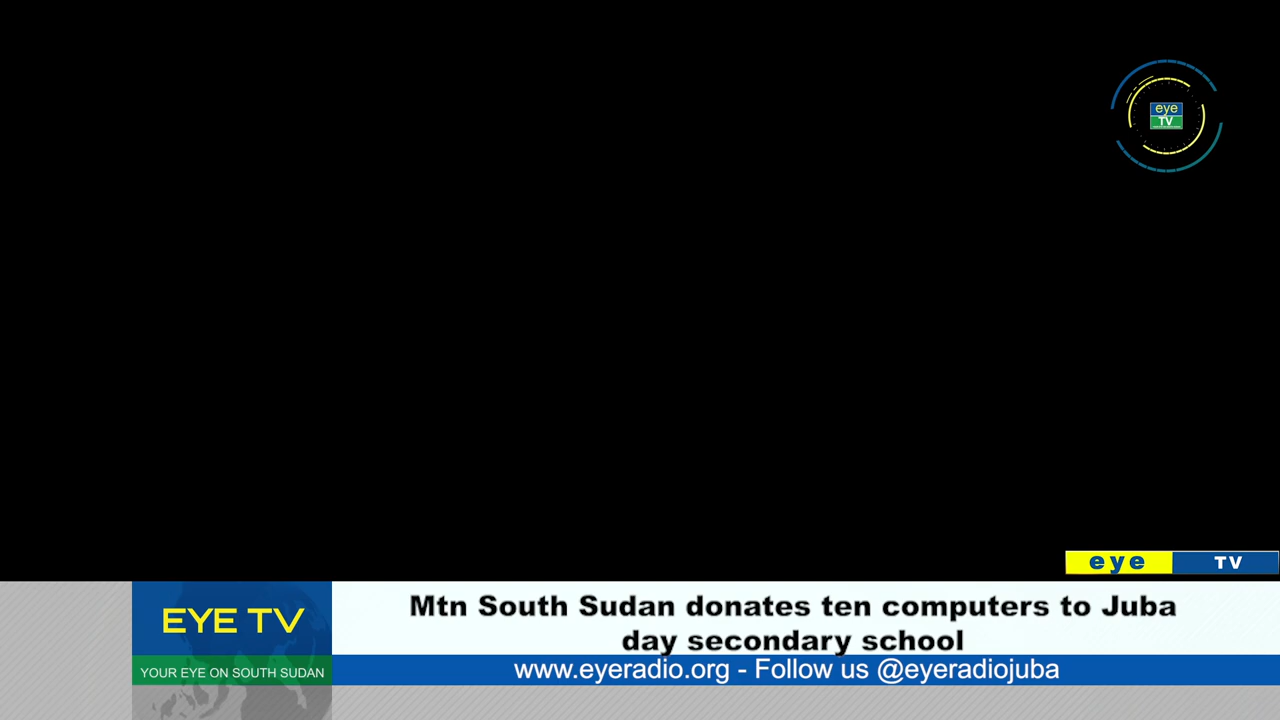 eye
TV
eye TV
EYE TV
YOUR EYE ON SOUTH SUDAN
Mtn South Sudan donates ten computers to Juba
day secondary school
www.eyeradio.org - Follow us @eyeradiojuba